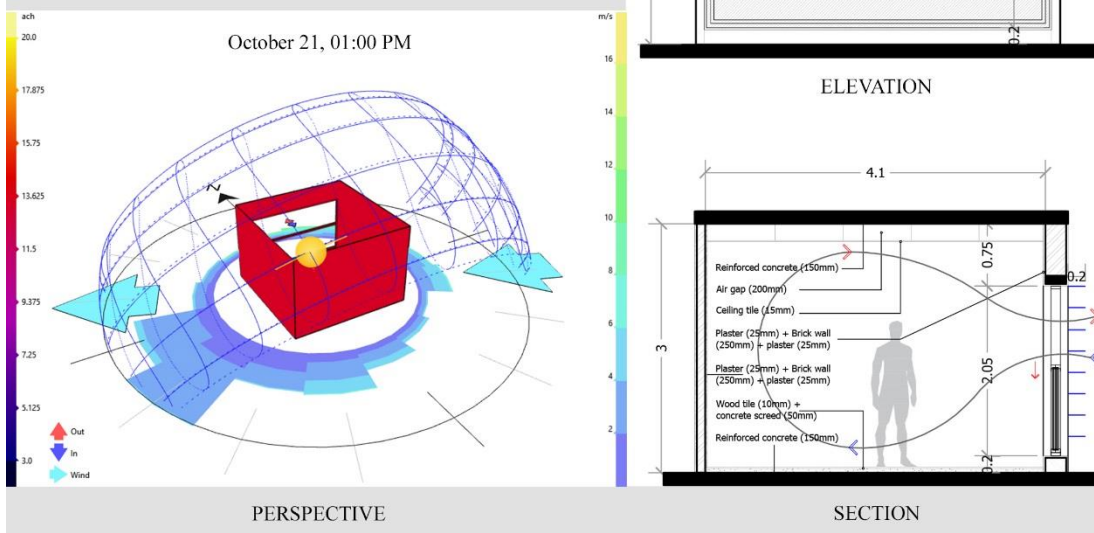 ach
20.0
17.875
15.75
13.625
11.5
9.375
7.25
5.125
3.0
October 21, 01:00 PM
N
Out
In
Wind
m/s
16
14
12
10
8
6
4
2
PERSPECTIVE
0.2
ELEVATION
4.1
3
0.75
0.2
2.05
0.2
Reinforced concrete (150mm)
Air gap (200mm)
Ceiling tile (15mm)
Plaster (25mm) + Brick wall
(250mm) + plaster (25mm)
Plaster (25mm) + Brick wall
(250mm) + plaster (25mm)
Wood tile (10mm) +
concrete screed (50mm)
Reinforced concrete (150mm)
SECTION